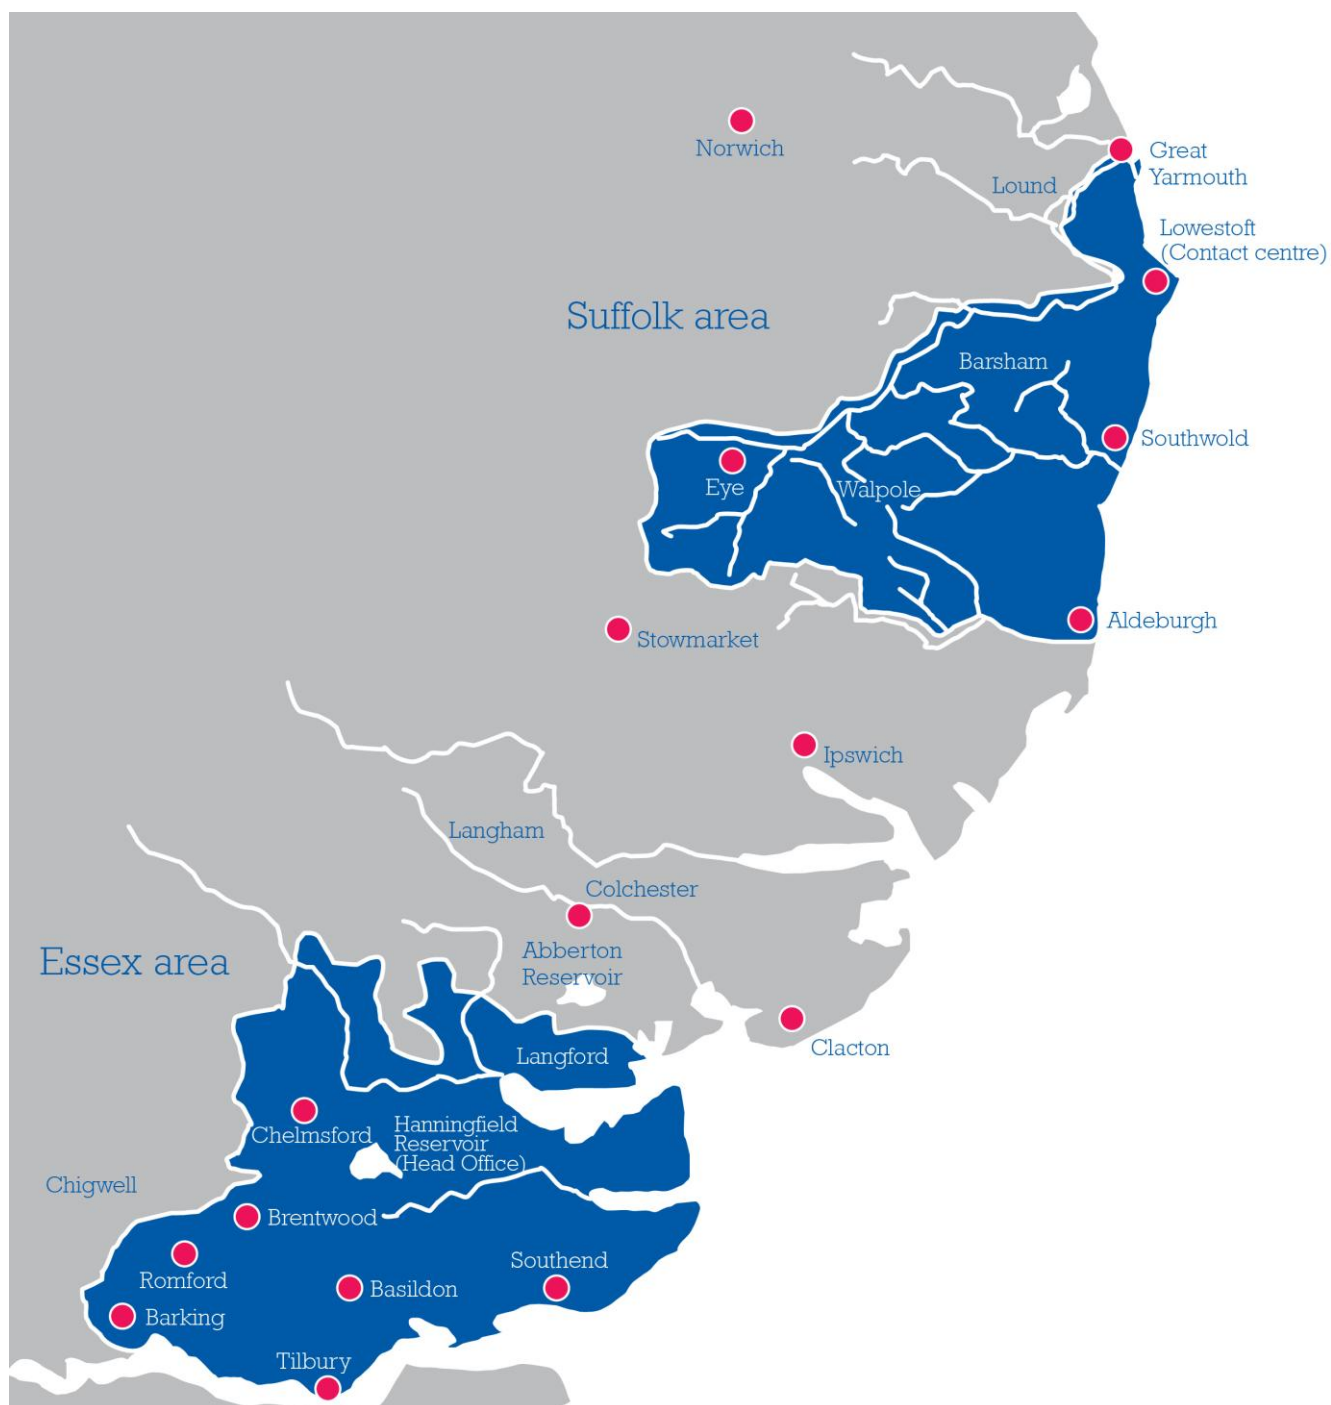 Norwich
Great
Yarmouth
Lound
Lowestoft
(Contact centre)
Suffolk area
Barsham
Southwold
Eye
Walpole
Aldeburgh
Stowmarket
Ipswich
Langham
Colchester
Abberton
Reservoir
Essex area
Clacton
Langford
Hanningfield
Reservoir
(Head Office)
Chelmsford
Chigwell
Brentwood
Southend
Romford
Basildon
Barking
Tilbury